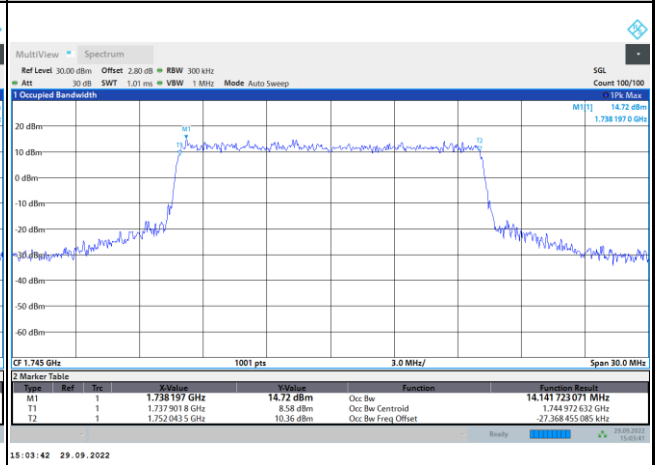 MultiView Spectrum
Ref Level 30.00 dBm Offset 2.80 dB RBW 300 kHz SGL
Att 30 dB SWT 1.01 ms VBW 1 MHz Mode Auto Sweep Count 100/100
1 Occupied Bandwidth 1Pk Max
M1[1] 14.72 dBm
1.738 197 0 GHz
M1
20 dBm
T1 T2
10 dBm
0 dBm
-10 dBm
-20 dBm
-30 dBm
-40 dBm
-50 dBm
-60 dBm
CF 1.745 GHz 1001 pts 3.0 MHz/ Span 30.0 MHz
2 Marker Table
Type Ref Trc X-Value Y-Value Function Function Result
M1 1 1.738197 GHz 14.72 dBm Occ Bw 14.141 723 071 MHz
T1 1 1.737 901 8 GHz 8.58 dBm Occ Bw Centroid 1.744 972 632 GHz
T2 1 1.752 043 5 GHz 10.36 dBm Occ Bw Freq Offset -27.368 455 085 kHz
Ready 29.09.2022
15:03:41
15:03:42 29.09.2022